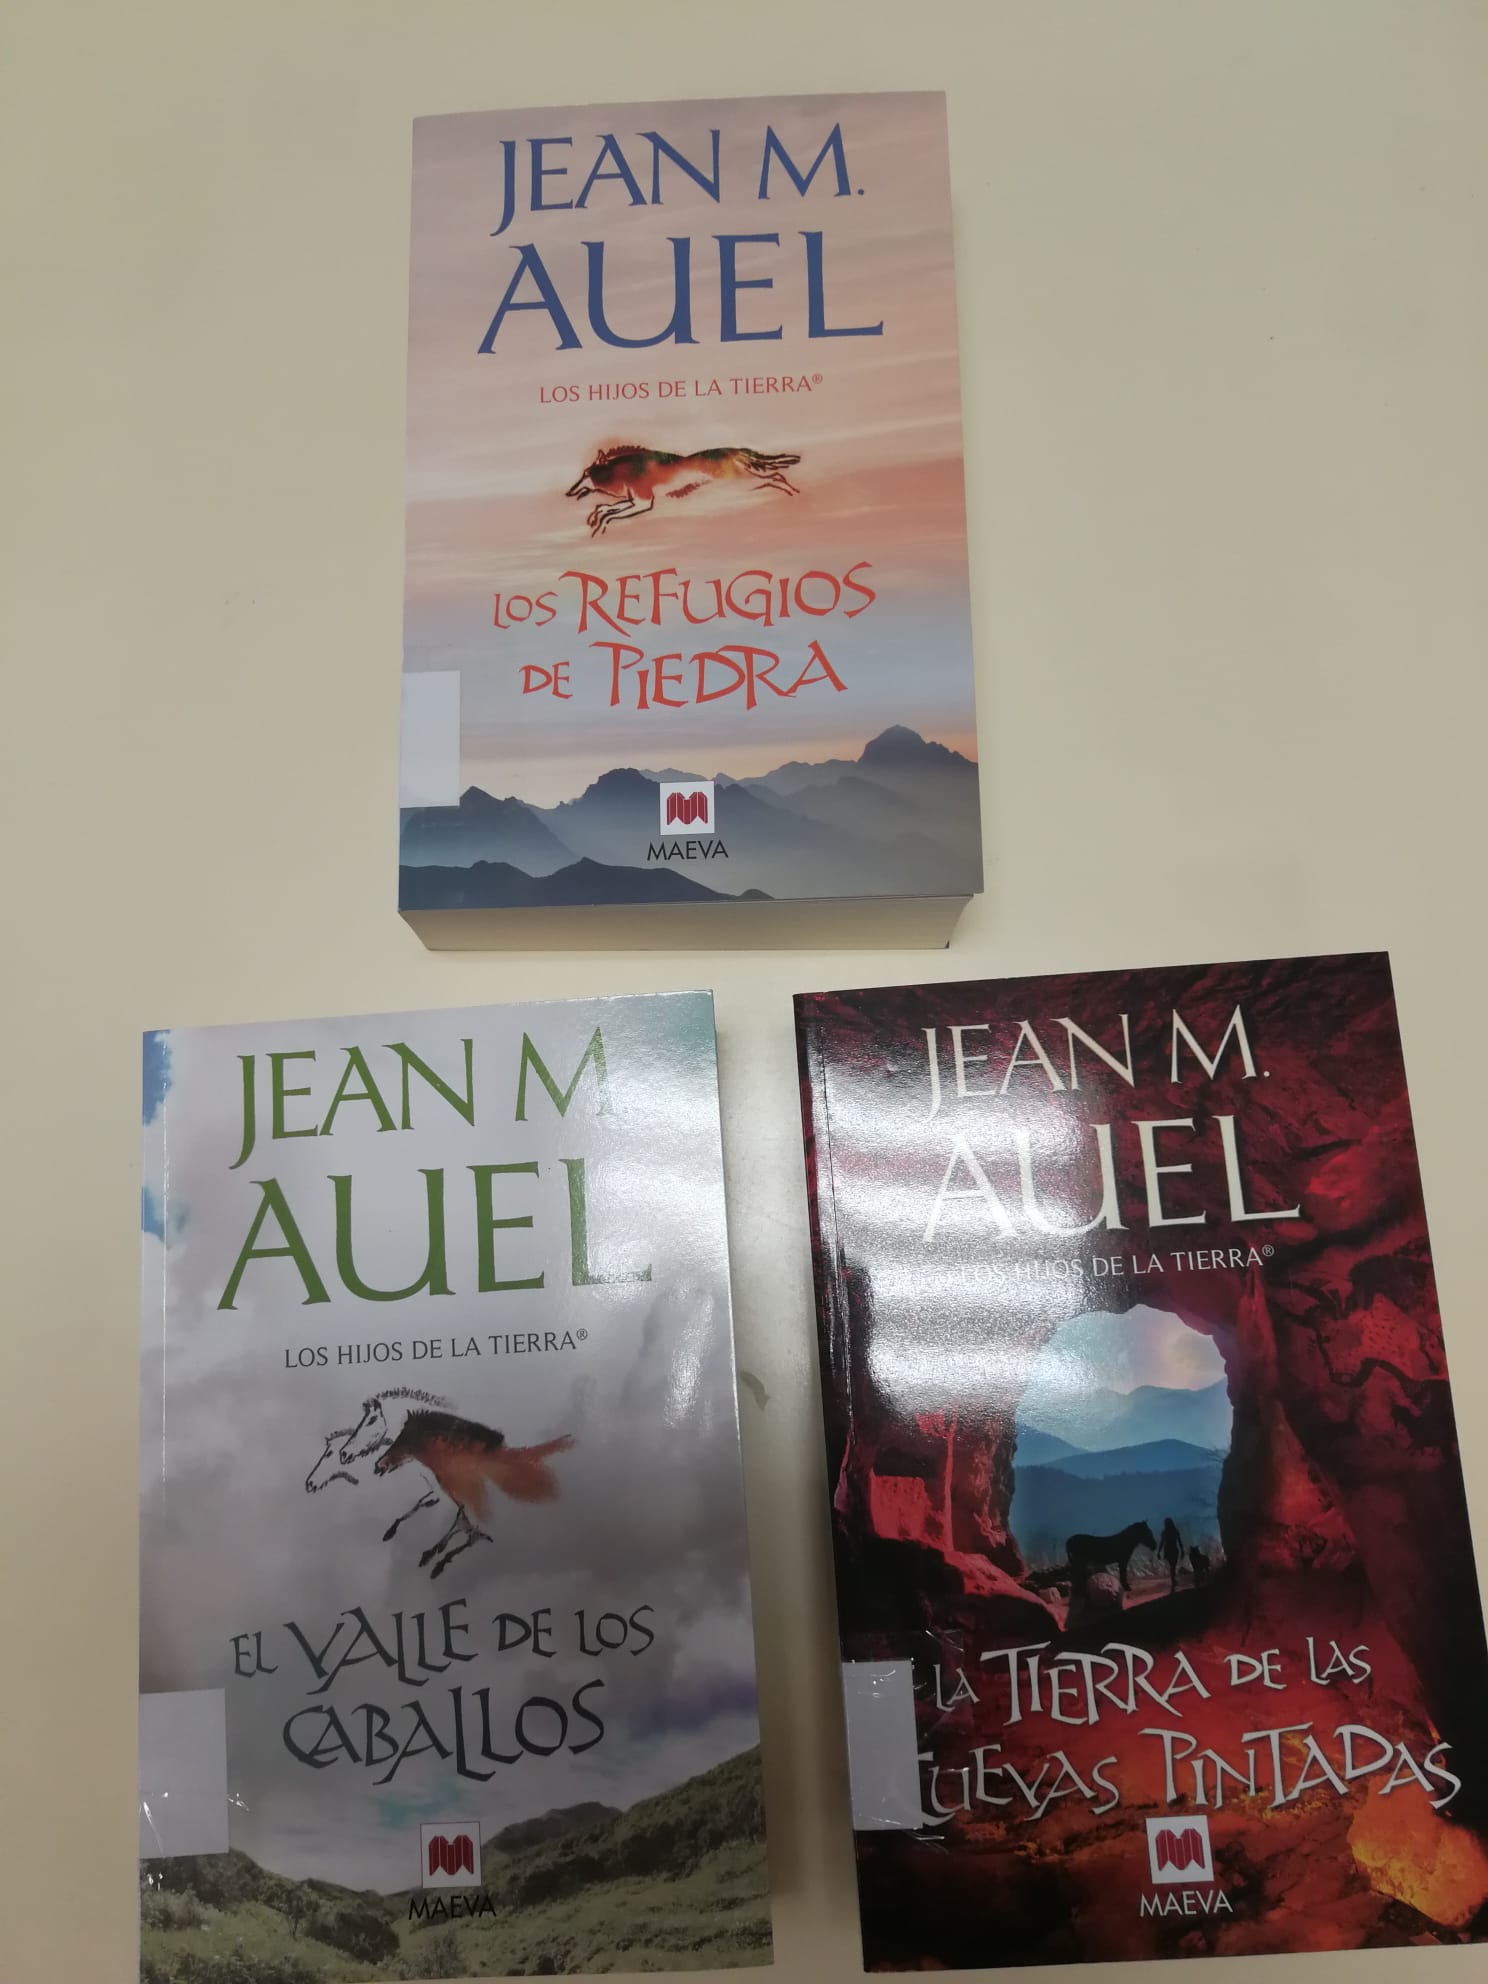 JEAN M.
AUEL
LOS HIJOS DE LA TIERRA®
LOS REFUGIOS
DE PIEDRA
MAEVA
JEAN M.
AUEL
LOS HIJOS DE LA TIERRA®
EL VALLE DE LOS
CABALLOS
MAEVA
JEAN M.
AUEL
LOS HIJOS DE LA TIERRA®
LA TIERRA DE LAS
CUEVAS PINTADAS
MAEVA